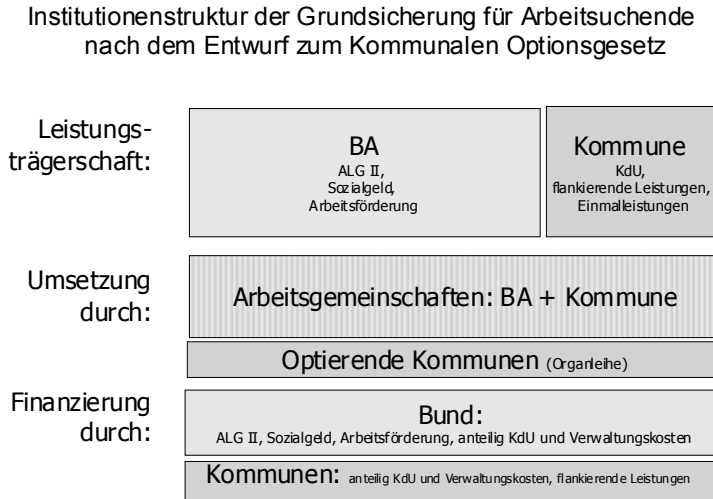 Institutionenstruktur der Grundsicherung für Arbeitsuchende
nach dem Entwurf zum Kommunalen Optionsgesetz
Leistungs-
trägerschaft:
BA
ALG II,
Sozialgeld,
Arbeitsförderung
Kommune
KdU,
flankierende Leistungen,
Einmalleistungen
Umsetzung
durch:
Arbeitsgemeinschaften: BA + Kommune
Optierende Kommunen (Organleihe)
Finanzierung
durch:
Bund:
ALG II, Sozialgeld, Arbeitsförderung, anteilig KdU und Verwaltungskosten
Kommunen: anteilig KdU und Verwaltungskosten, flankierende Leistungen